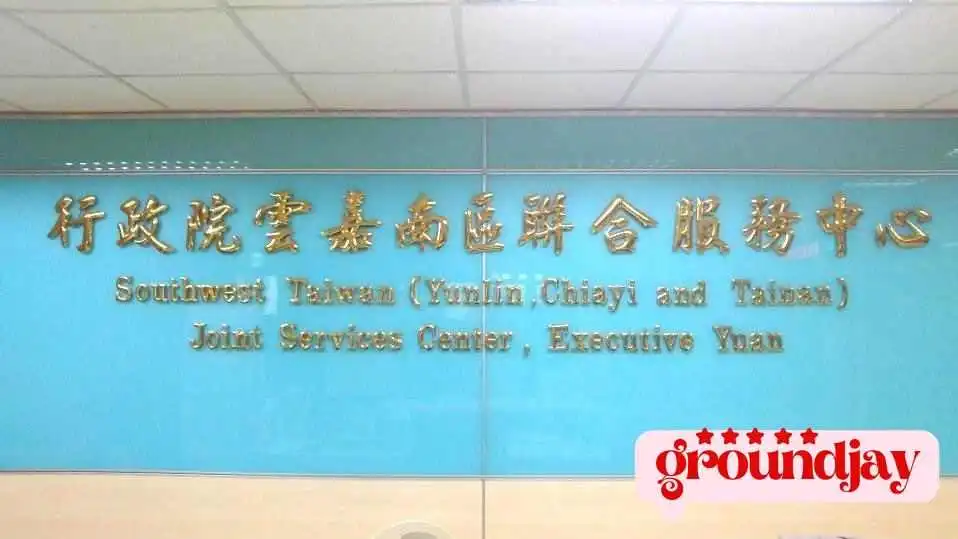 行政院雲嘉南區聯合服務中心
Southwest Taiwan (Yunlin,Chiayi and Tainan)
Joint Services Center, Executive Yuan
groundjay